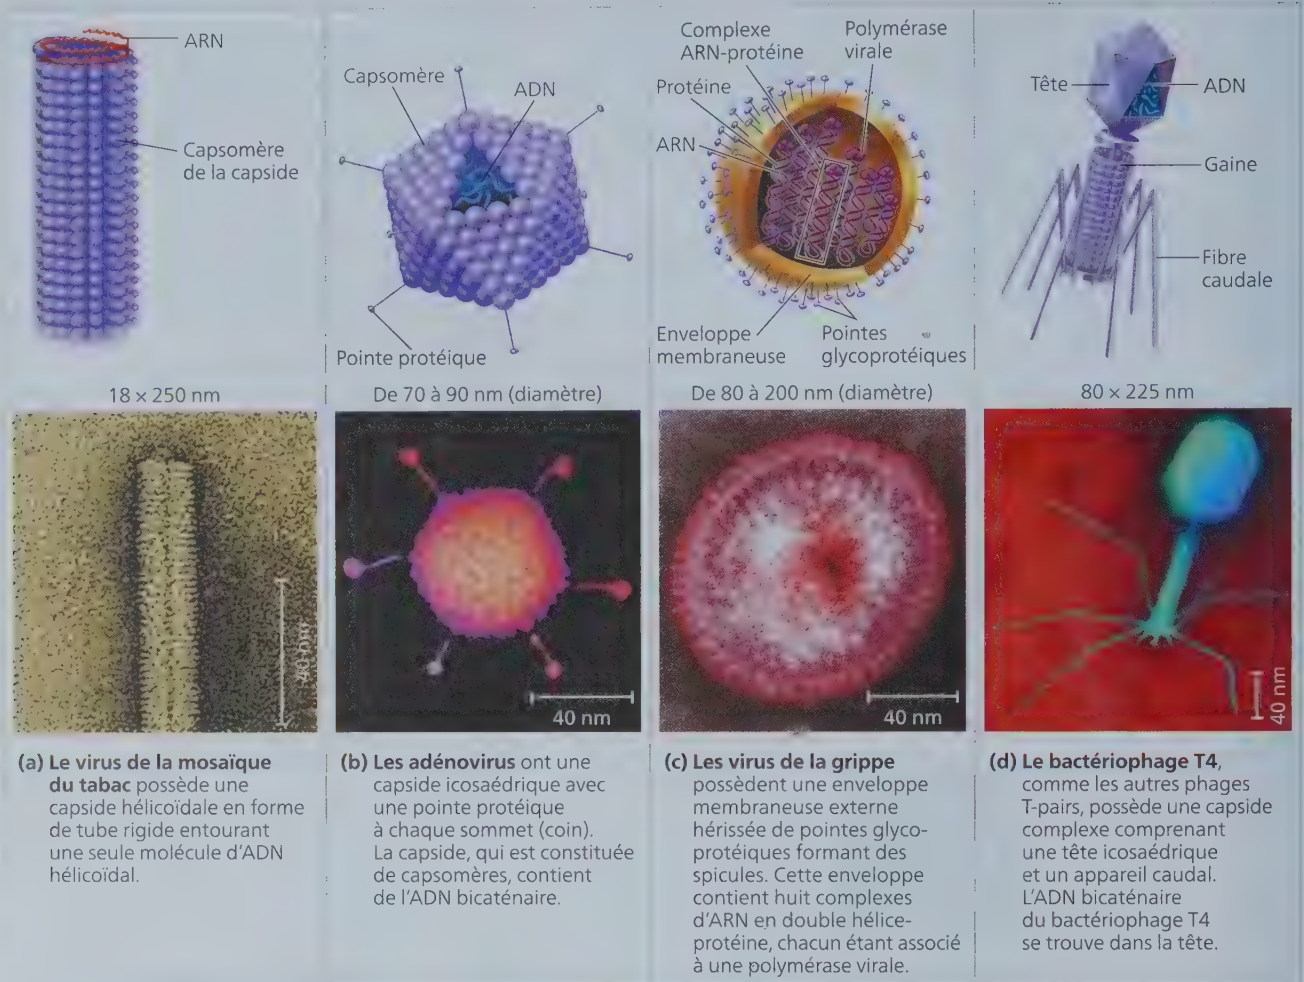 ARN
Capsomère
de la capside
18 × 250 nm
40 nm
(a) Le virus de la mosaïque
du tabac possède une
capside hélicoïdale en forme
de tube rigide entourant
une seule molécule d'ADN
hélicoïdal.
Capsomère
ADN
Pointe protéique
De 70 à 90 nm (diamètre)
40 nm
(b) Les adénovirus ont une
capside icosaédrique avec
une pointe protéique
à chaque sommet (coin).
La capside, qui est constituée
de capsomères, contient
de l'ADN bicaténaire.
Complexe
ARN-protéine
Polymérase
virale
Protéine
ARN
Enveloppe
membraneuse
Pointes
glycoprotéiques
De 80 à 200 nm (diamètre)
40 nm
(c) Les virus de la grippe
possèdent une enveloppe
membraneuse externe
hérissée de pointes glyco-
protéiques formant des
spicules. Cette enveloppe
contient huit complexes
d'ARN en double hélice-
protéine, chacun étant associé
à une polymérase virale.
Tête
ADN
Gaine
Fibre
caudale
80 × 225 nm
40 nm
(d) Le bactériophage T4,
comme les autres phages
T-pairs, possède une capside
complexe comprenant
une tête icosaédrique
et un appareil caudal.
L'ADN bicaténaire
du bactériophage T4
se trouve dans la tête.